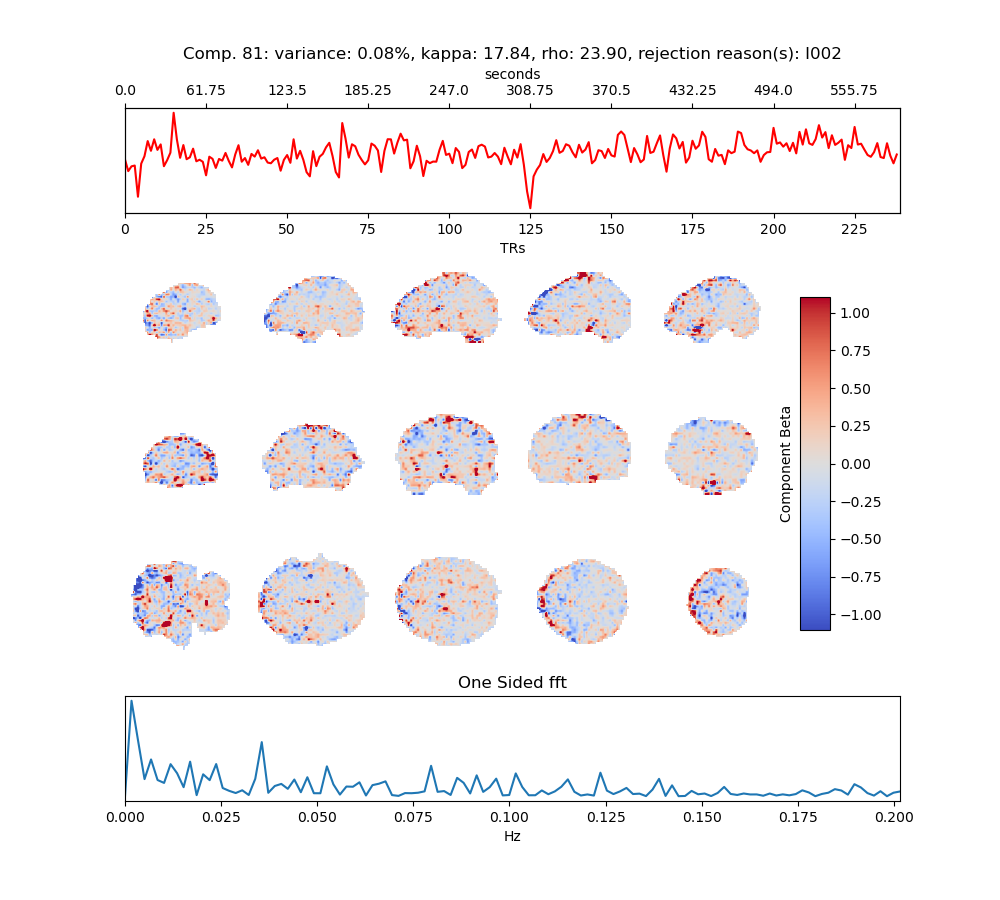 Comp. 81: variance: 0.08%, kappa: 17.84, rho: 23.90, rejection reason(s): I002
seconds
0.0 61.75 123.5 185.25 247.0 308.75 370.5 432.25 494.0 555.75
0 25 50 75 100 125 150 175 200 225
TRs
1.00
0.75
0.50
0.25
0.00
−0.25
−0.50
−0.75
−1.00
Component Beta
One Sided fft
0.000 0.025 0.050 0.075 0.100 0.125 0.150 0.175 0.200
Hz